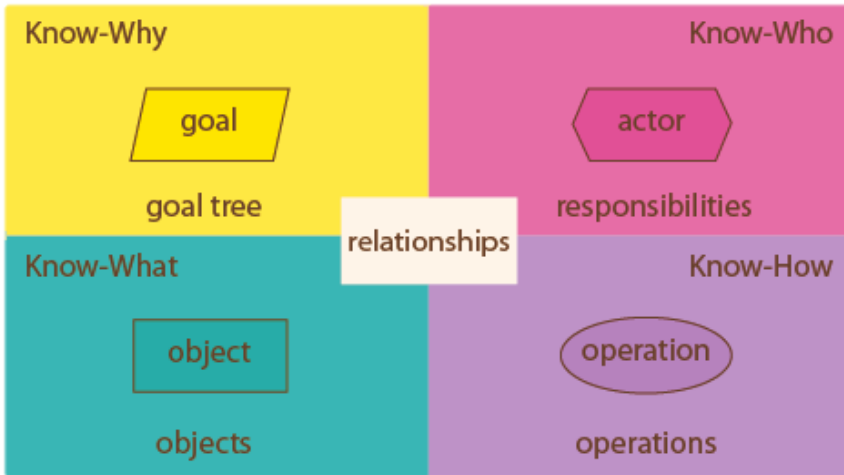 Know-Why
Know-Who
goal
actor
goal tree
responsibilities
relationships
Know-What
Know-How
object
operation
objects
operations